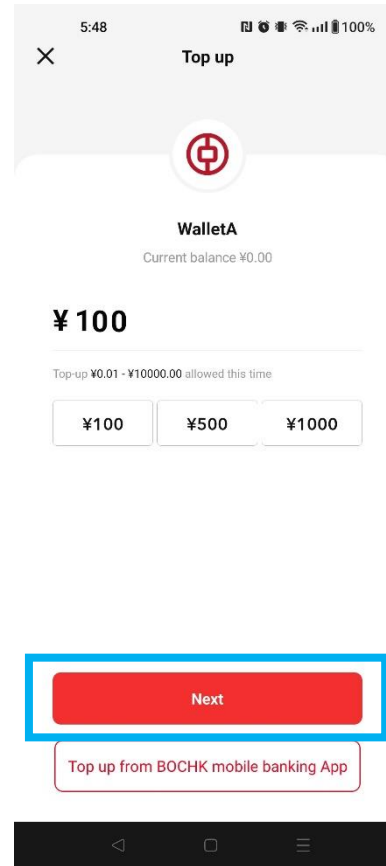 5:48 100%
Top up
WalletA
Current balance ¥0.00
¥ 100
Top-up ¥0.01 - ¥10000.00 allowed this time
¥100 ¥500 ¥1000
Next
Top up from BOCHK mobile banking App